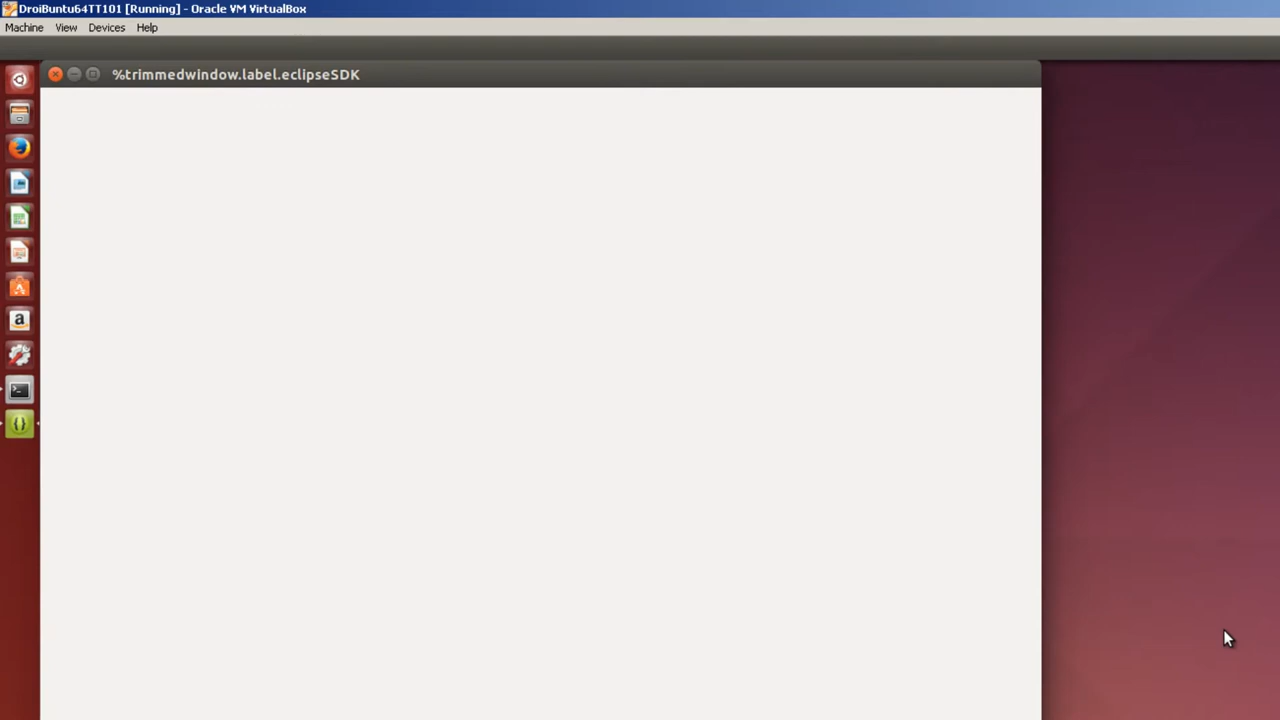 DroiBuntu64TT101 [Running] - Oracle VM VirtualBox
Machine View Devices Help
%trimmedwindow.label.eclipseSDK
a
>_
{}